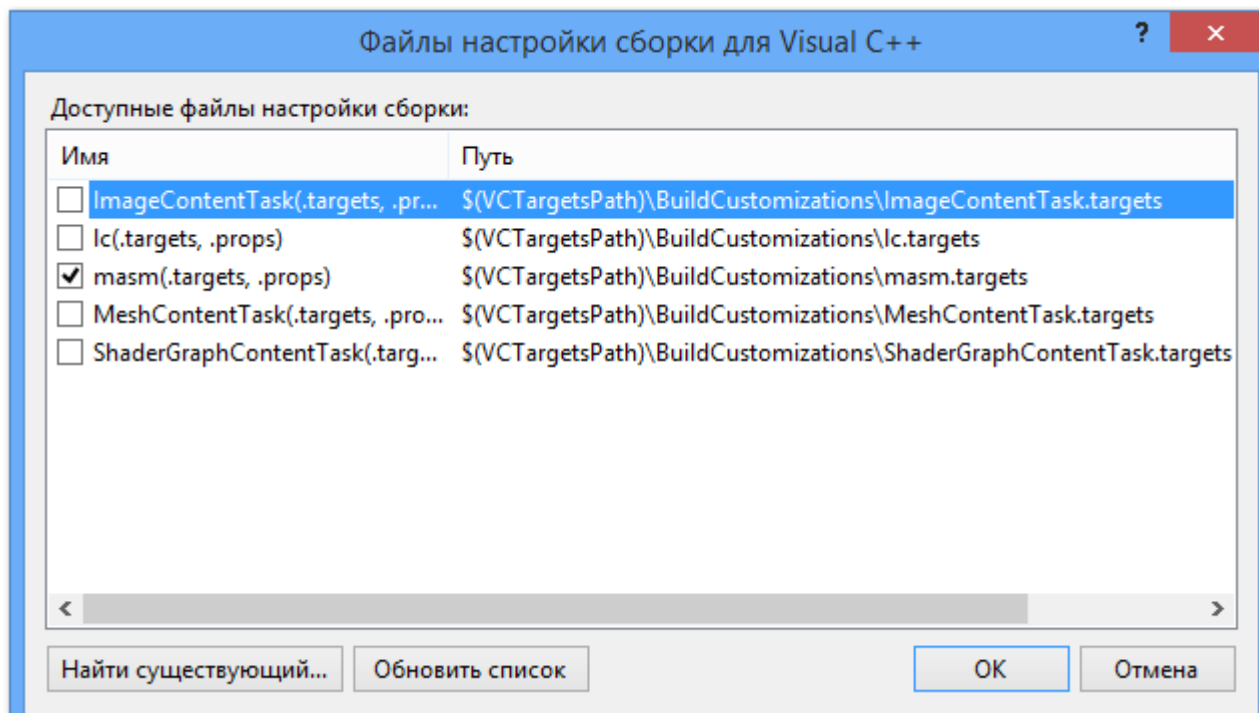 Файлы настройки сборки для Visual C++ ? ×
Доступные файлы настройки сборки:
Имя Путь
ImageContentTask(.targets, .pr... $(VCTargetsPath)\BuildCustomizations\ImageContentTask.targets
lc(.targets, .props) $(VCTargetsPath)\BuildCustomizations\lc.targets
masm(.targets, .props) $(VCTargetsPath)\BuildCustomizations\masm.targets
MeshContentTask(.targets, .pro... $(VCTargetsPath)\BuildCustomizations\MeshContentTask.targets
ShaderGraphContentTask(.targ... $(VCTargetsPath)\BuildCustomizations\ShaderGraphContentTask.targets
Найти существующий... Обновить список ОК Отмена